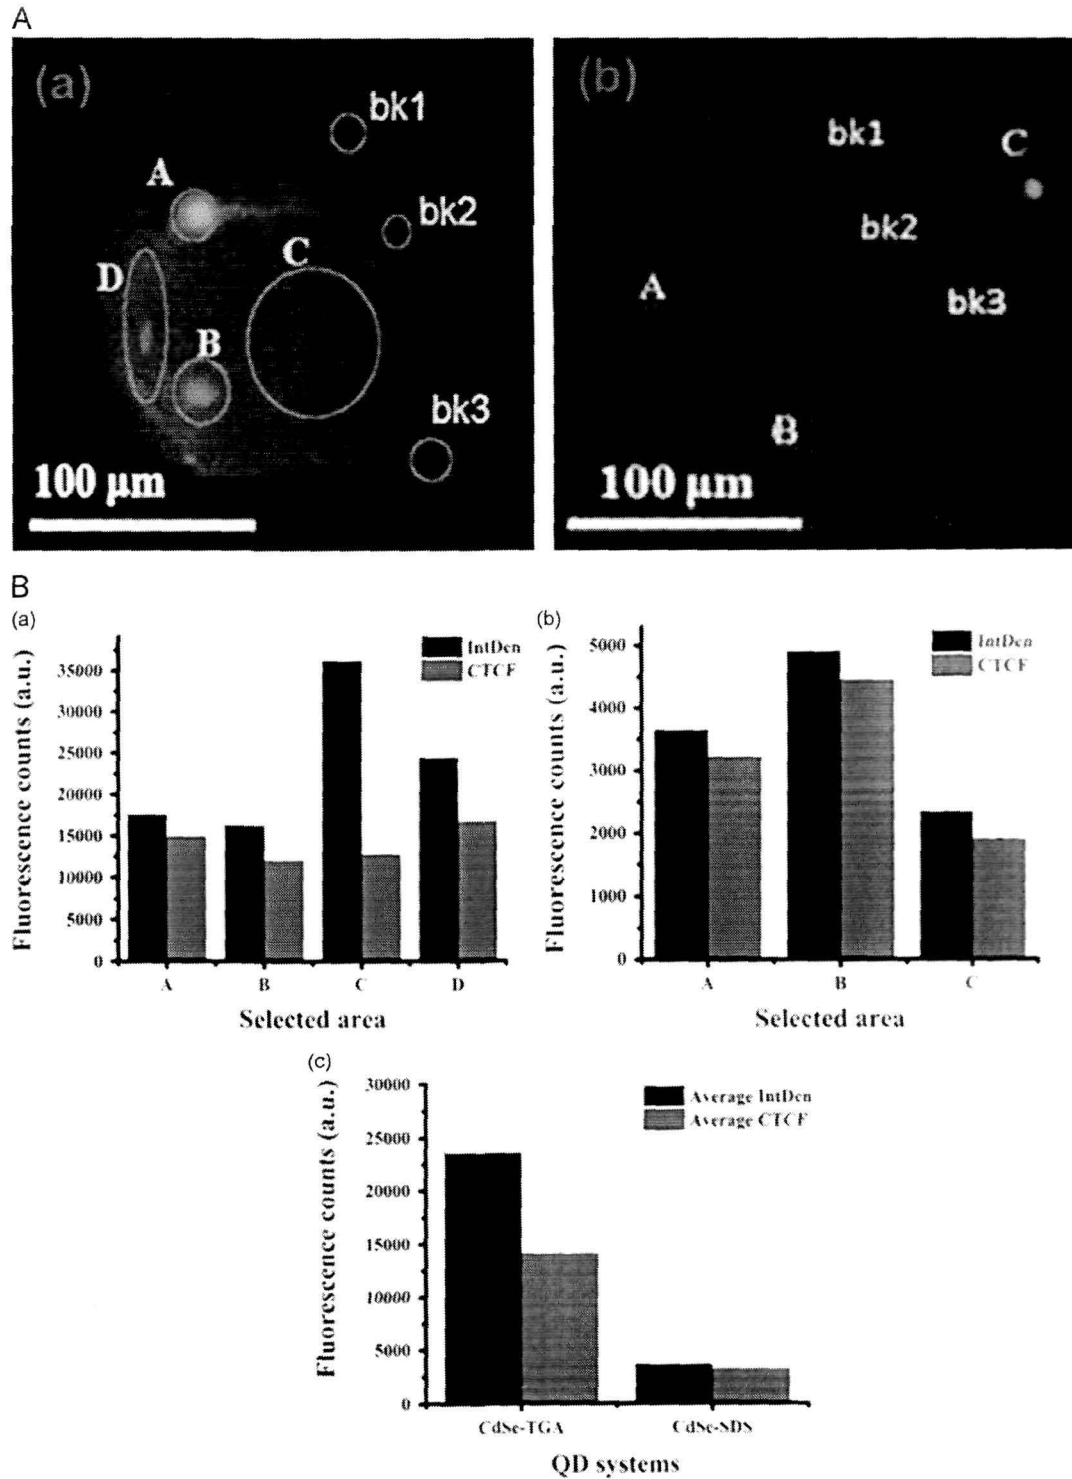 A
(a)
bk1
A
bk2
C
D
B
bk3
100 µm
(b)
bk1
C
bk2
A
bk3
B
100 µm
B
(a)
Fluorescence counts (a.u.)
35000
30000
25000
20000
15000
10000
5000
0
IntDen
CTCF
A B C D
Selected area
(b)
Fluorescence counts (a.u.)
5000
4000
3000
2000
1000
0
IntDen
CTCF
A B C
Selected area
(c)
Fluorescence counts (a.u.)
30000
25000
20000
15000
10000
5000
0
Average IntDen
Average CTCF
CdSe-TGA CdSe-SDS
QD systems